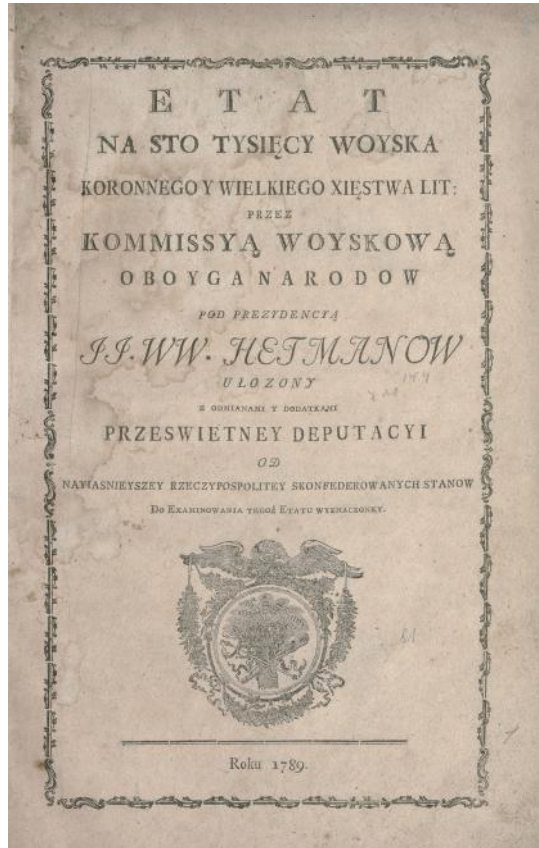 ETAT
NA STO TYSIĘCY WOYSKA
KORONNEGO Y WIELKIEGO XIĘSTWA LIT:
PRZEZ
KOMMISSYĄ WOYSKOWĄ
OBOYGA NARODOW
POD PREZYDENCYĄ
JJ. WW. HETMANOW
UŁOZONY
Z ODMIANAMI Y DODATKAMI
PRZESWIETNEY DEPUTACYI
OD
NAYIASNIEYSZEY RZECZYPOSPOLITEY SKONFEDEROWANYCH STANOW
DO EXAMINOWANIA TEGOŻ ETATU WYZNACZONEY.
Roku 1789.